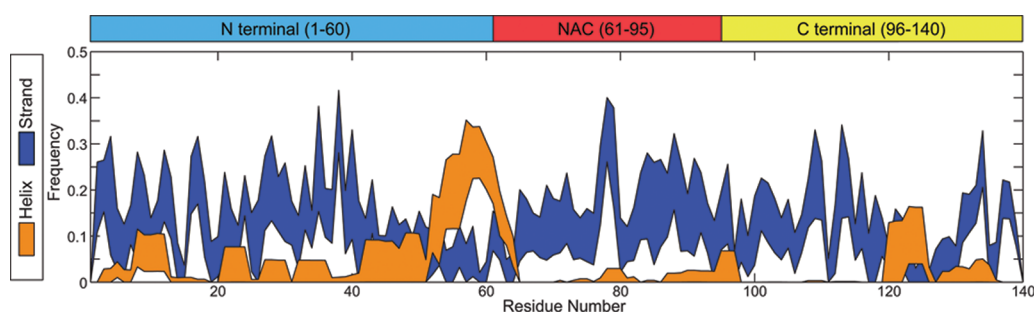 N terminal (1-60) NAC (61-95) C terminal (96-140)
Helix Strand
Frequency
0.5
0.4
0.3
0.2
0.1
0
0 20 40 60 80 100 120 140
Residue Number